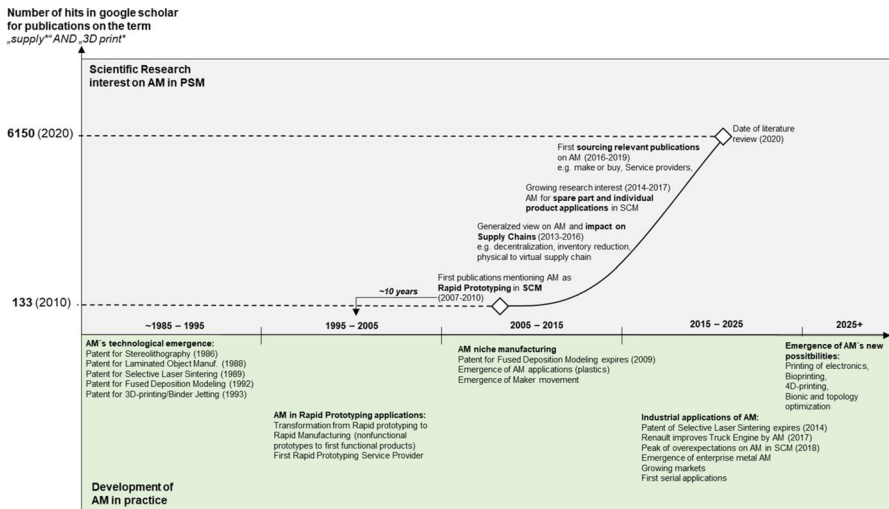 Number of hits in google scholar
for publications on the term
„supply*“ AND „3D print*
Scientific Research
interest on AM in PSM
6150 (2020)
Date of literature
review (2020)
First sourcing relevant publications
on AM (2016-2019)
e.g. make or buy, Service providers,
Growing research interest (2014-2017)
AM for spare part and individual
product applications in SCM
Generalzed view on AM and impact on
Supply Chains (2013-2016)
e.g. decentralization, inventory reduction,
physical to virtual supply chain
First publications mentioning AM as
Rapid Prototyping in SCM
(2007-2010)
~10 years
133 (2010)
~1985 – 1995
1995 – 2005
2005 – 2015
2015 – 2025
2025+
AM´s technological emergence:
Patent for Stereolithography (1986)
Patent for Laminated Object Manuf. (1988)
Patent for Selective Laser Sintering (1989)
Patent for Fused Deposition Modeling (1992)
Patent for 3D-printing/Binder Jetting (1993)
AM in Rapid Prototyping applications:
Transformation from Rapid prototyping to
Rapid Manufacturing (nonfunctional
prototypes to first functional products)
First Rapid Prototyping Service Provider
AM niche manufacturing
Patent for Fused Deposition Modeling expires (2009)
Emergence of AM applications (plastics)
Emergence of Maker movement
Industrial applications of AM:
Patent of Selective Laser Sintering expires (2014)
Renault improves Truck Engine by AM (2017)
Peak of overexpectations on AM in SCM (2018)
Emergence of enterprise metal AM
Growing markets
First serial applications
Emergence of AM´s new
possitbilities:
Printing of electronics,
Bioprinting,
4D-printing,
Bionic and topology
optimization
Development of
AM in practice